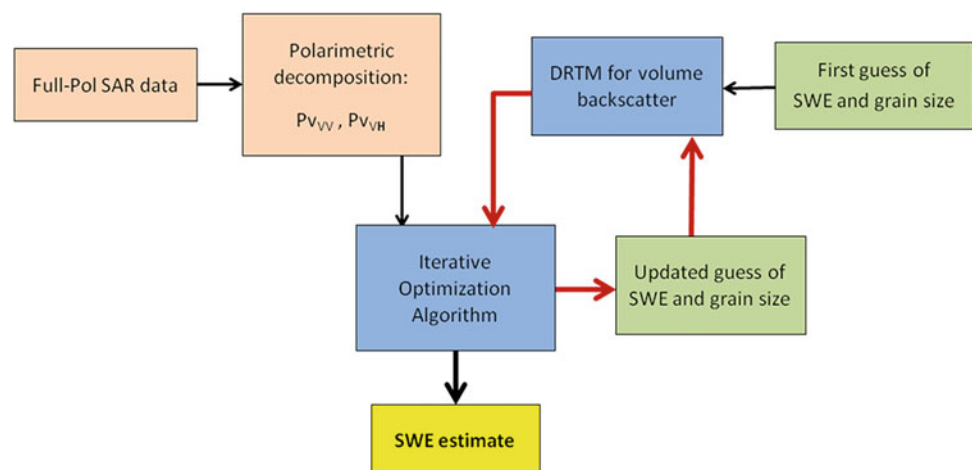 Full-Pol SAR data
Polarimetric
decomposition:
Pv_VV , Pv_VH
DRTM for volume
backscatter
First guess of
SWE and grain size
Iterative
Optimization
Algorithm
Updated guess of
SWE and grain size
SWE estimate